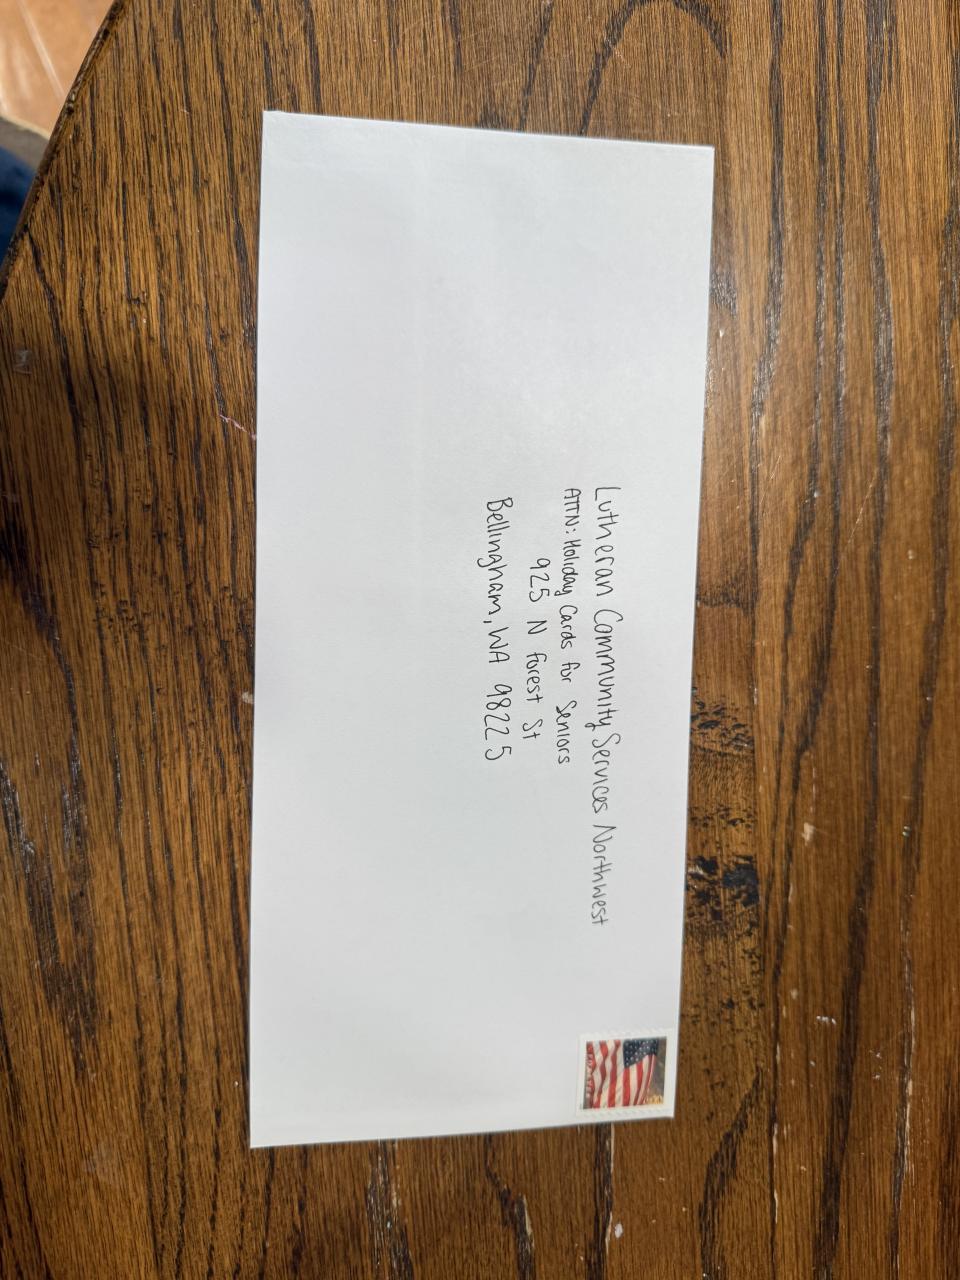 Lutheran Community Services Northwest
ATTN: Holiday Cards for Seniors
925 N Forest St
Bellingham, WA 98225